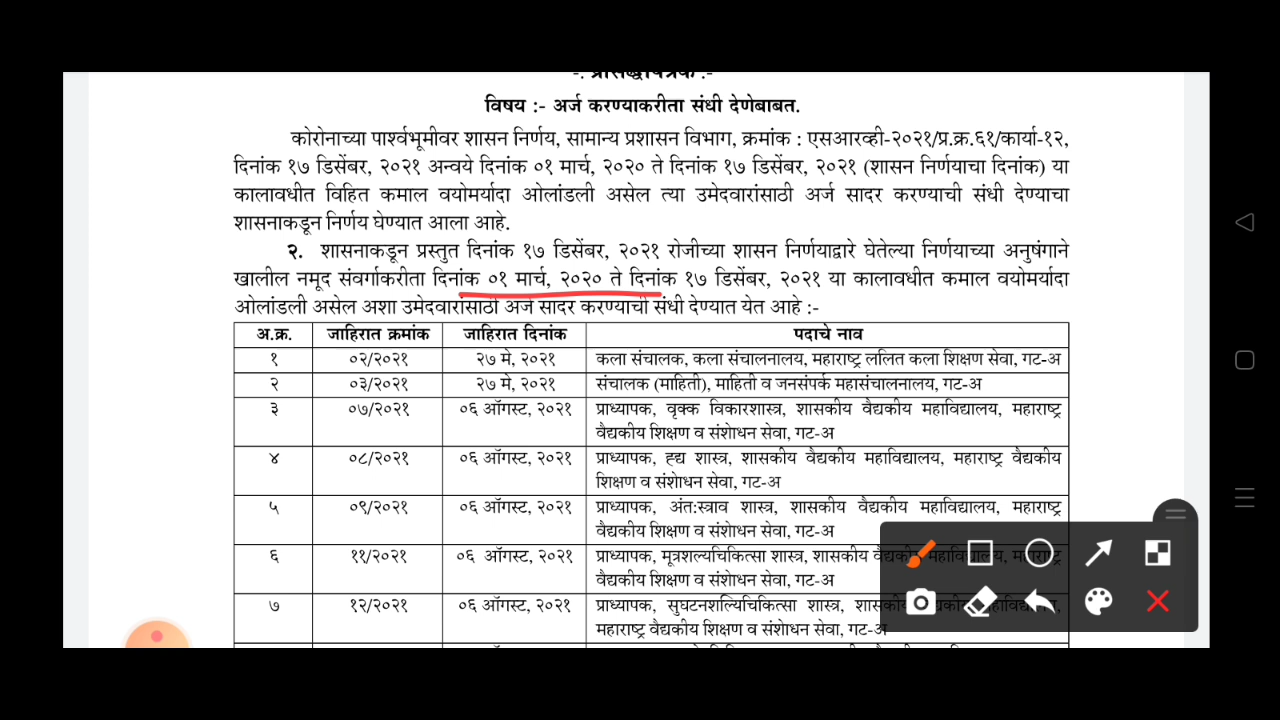 -: प्रसिद्धीपत्रक :-
विषय :- अर्ज करण्याकरीता संधी देणेबाबत.
कोरोनाच्या पार्श्वभूमीवर शासन निर्णय, सामान्य प्रशासन विभाग, क्रमांक : एसआरव्ही-२०२१/प्र.क्र.६१/कार्या-१२,
दिनांक १७ डिसेंबर, २०२१ अन्वये दिनांक ०१ मार्च, २०२० ते दिनांक १७ डिसेंबर, २०२१ (शासन निर्णयाचा दिनांक) या
कालावधीत विहित कमाल वयोमर्यादा ओलांडली असेल त्या उमेदवारांसाठी अर्ज सादर करण्याची संधी देण्याचा
शासनाकडून निर्णय घेण्यात आला आहे.
२. शासनाकडून प्रस्तुत दिनांक १७ डिसेंबर, २०२१ रोजीच्या शासन निर्णयाद्वारे घेतेल्या निर्णयाच्या अनुषंगाने
खालील नमूद संवर्गाकरीता दिनांक ०१ मार्च, २०२० ते दिनांक १७ डिसेंबर, २०२१ या कालावधीत कमाल वयोमर्यादा
ओलांडली असेल अशा उमेदवारांसाठी अर्ज सादर करण्याची संधी देण्यात येत आहे :-
अ.क्र. जाहिरात क्रमांक जाहिरात दिनांक पदाचे नाव
१ ०२/२०२१ २७ मे, २०२१ कला संचालक, कला संचालनालय, महाराष्ट्र ललित कला शिक्षण सेवा, गट-अ
२ ०३/२०२१ २७ मे, २०२१ संचालक (माहिती), माहिती व जनसंपर्क महासंचालनालय, गट-अ
३ ०७/२०२१ ०६ ऑगस्ट, २०२१ प्राध्यापक, वृक्क विकारशास्त्र, शासकीय वैद्यकीय महाविद्यालय, महाराष्ट्र
वैद्यकीय शिक्षण व संशोधन सेवा, गट-अ
४ ०८/२०२१ ०६ ऑगस्ट, २०२१ प्राध्यापक, ह्द्य शास्त्र, शासकीय वैद्यकीय महाविद्यालय, महाराष्ट्र वैद्यकीय
शिक्षण व संशोधन सेवा, गट-अ
५ ०९/२०२१ ०६ ऑगस्ट, २०२१ प्राध्यापक, अंत:स्त्राव शास्त्र, शासकीय वैद्यकीय महाविद्यालय, महाराष्ट्र
वैद्यकीय शिक्षण व संशोधन सेवा, गट-अ
६ ११/२०२१ ०६ ऑगस्ट, २०२१ प्राध्यापक, मूत्रशल्यचिकित्सा शास्त्र, शासकीय वैद्यकीय महाविद्यालय, महाराष्ट्र
वैद्यकीय शिक्षण व संशोधन सेवा, गट-अ
७ १२/२०२१ ०६ ऑगस्ट, २०२१ प्राध्यापक, सुघटनशल्यिचिकित्सा शास्त्र,
महाराष्ट्र वैद्यकीय शिक्षण व संशोधन सेवा, गट-अ